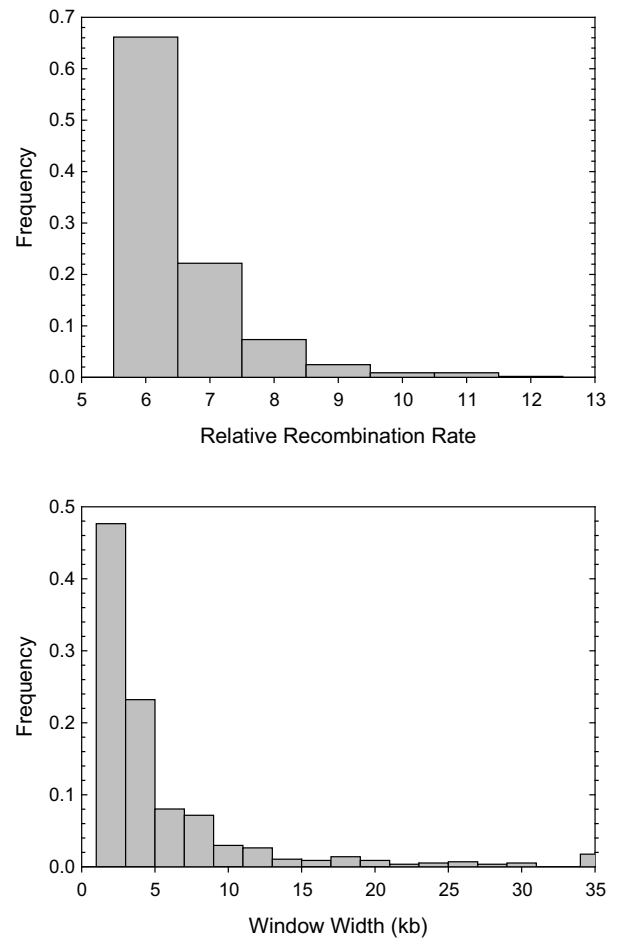 0.7
0.6
0.5
0.4
0.3
0.2
0.1
0.0
Frequency
5 6 7 8 9 10 11 12 13
Relative Recombination Rate
0.5
0.4
0.3
0.2
0.1
0.0
Frequency
0 5 10 15 20 25 30 35
Window Width (kb)